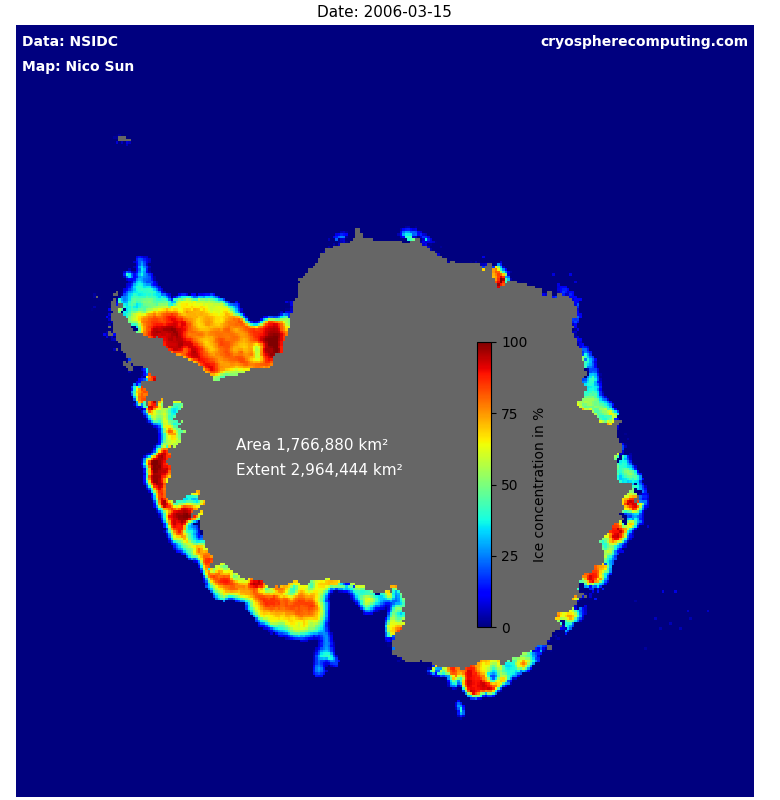 Date: 2006-03-15
Data: NSIDC
cryospherecomputing.com
Map: Nico Sun
100
75
50
25
0
Ice concentration in %
Area 1,766,880 km²
Extent 2,964,444 km²